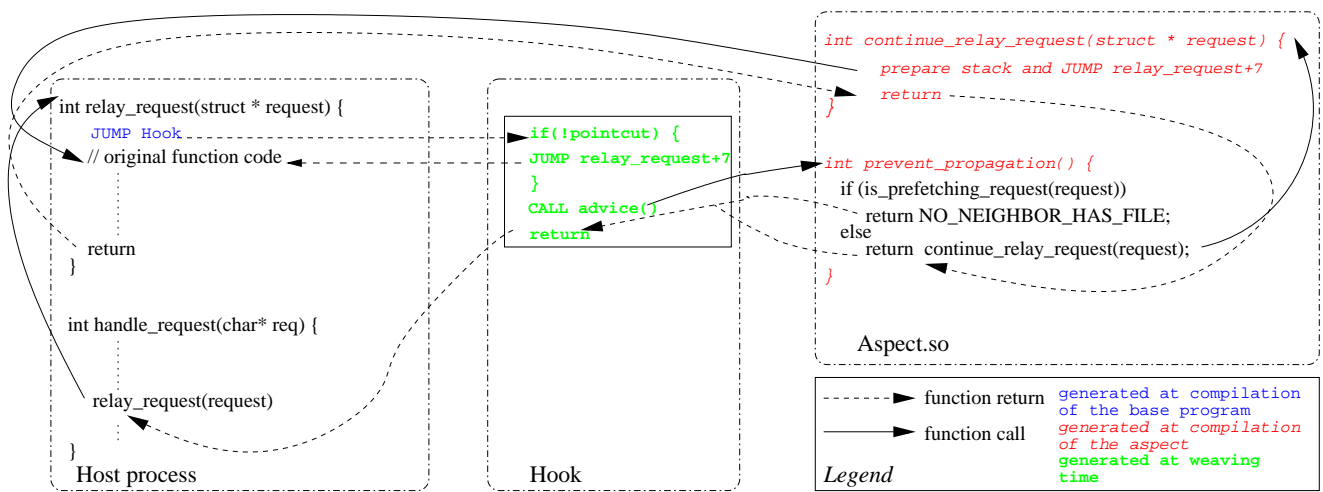 int relay_request(struct * request) {
JUMP Hook
// original function code
return
}
int handle_request(char* req) {
relay_request(request)
}
Host process
if(!pointcut) {
JUMP relay_request+7
}
CALL advice()
return
Hook
int continue_relay_request(struct * request) {
prepare stack and JUMP relay_request+7
return
}
int prevent_propagation() {
if (is_prefetching_request(request))
return NO_NEIGHBOR_HAS_FILE;
else
return continue_relay_request(request);
}
Aspect.so
function return
function call
Legend
generated at compilation
of the base program
generated at compilation
of the aspect
generated at weaving
time